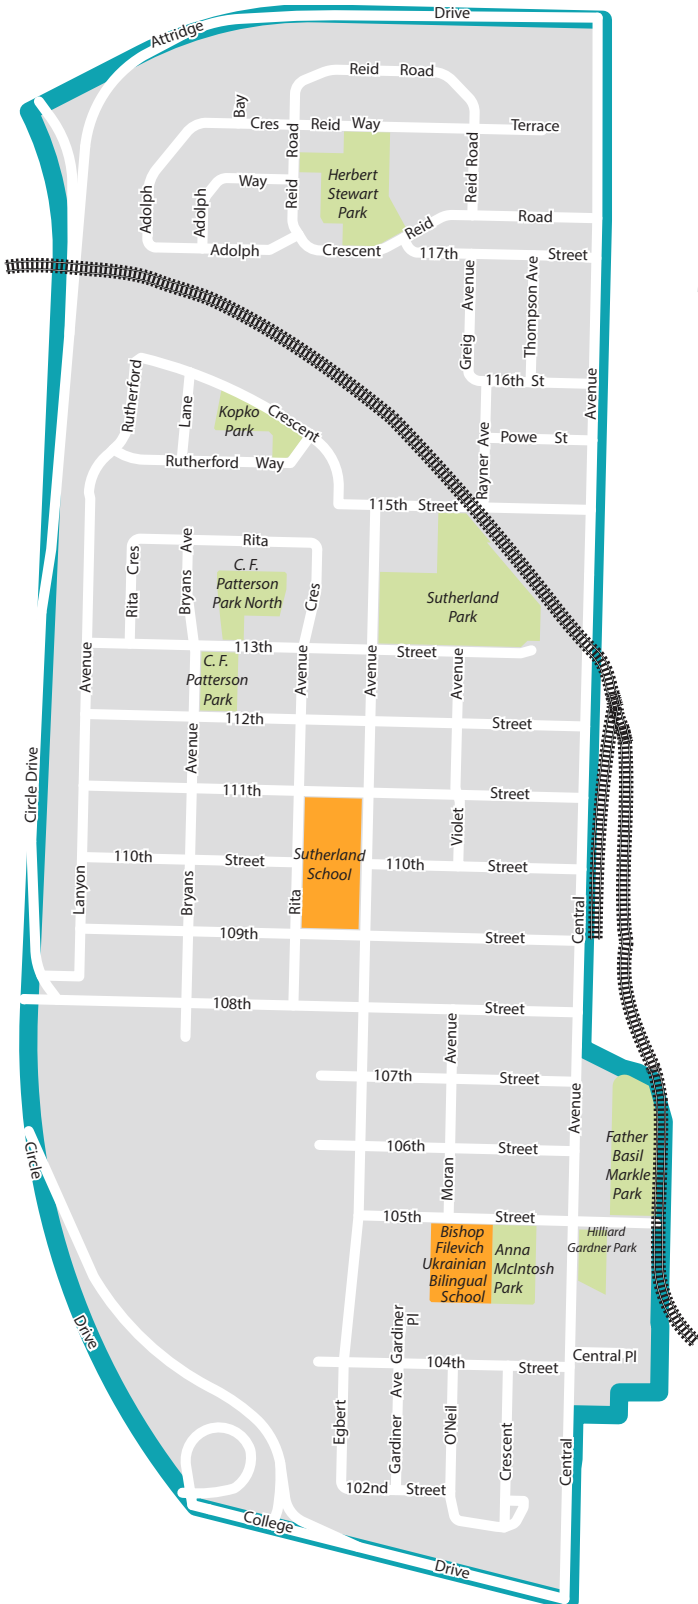 Drive
Attridge
Reid Road
Bay
Cres
Reid Way
Terrace
Road
Reid
Reid Road
Herbert
Stewart
Park
Way
Adolph
Adolph
Adolph
Reid
Road
Crescent
117th
Street
Avenue
Greig
Thompson Ave
116th St
Avenue
Rutherford
Lane
Kopko
Park
Crescent
Rutherford Way
Rayner Ave
Powe St
115th Street
Rita
Cres
Rita
Ave
Bryans
Cres
C. F.
Patterson
Park North
Sutherland
Park
113th
Street
Avenue
Avenue
Avenue
Avenue
C. F.
Patterson
Park
112th
Street
Avenue
Circle Drive
111th
Street
Violet
110th
Street
Sutherland
School
110th
Street
Lanyon
Bryans
Rita
Central
109th
Street
108th
Street
Avenue
107th
Street
Avenue
106th
Street
Moran
Father
Basil
Markle
Park
Circle
105th
Street
Bishop
Filevich
Ukrainian
Bilingual
School
Anna
McIntosh
Park
Hilliard
Gardner Park
Drive
Gardiner
Pl
104th
Street
Central Pl
Ave
Egbert
Gardiner
O'Neil
Crescent
Central
102nd
Street
College
Drive